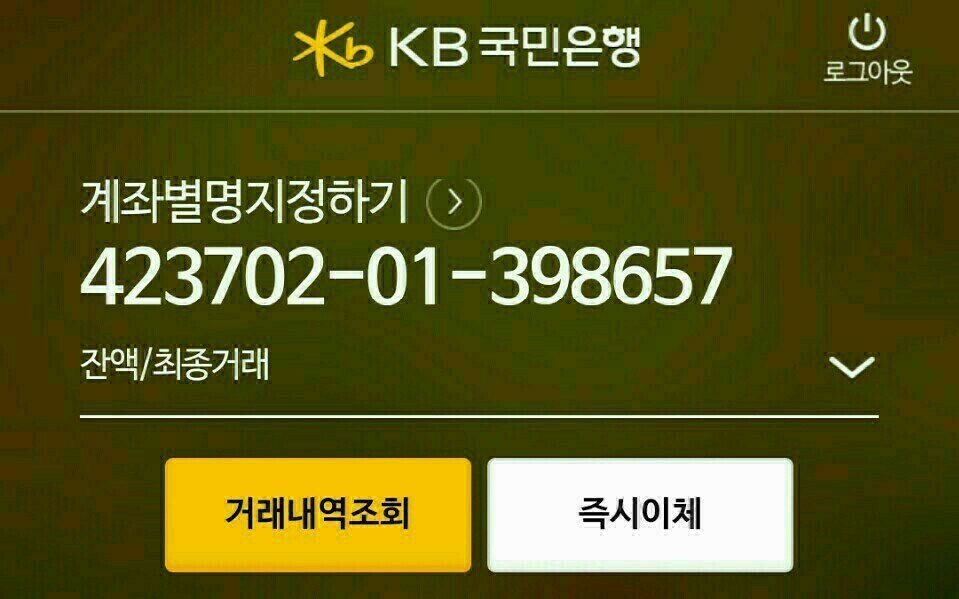 KB 국민은행
로그아웃
계좌별명지정하기
423702-01-398657
잔액/최종거래
거래내역조회
즉시이체